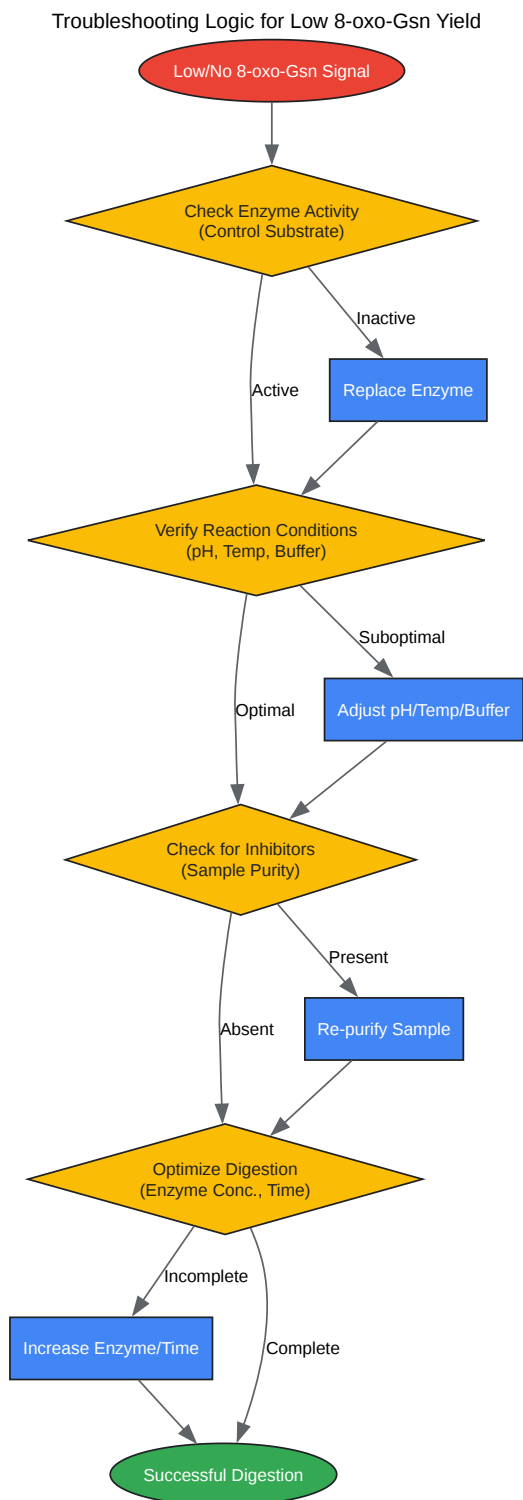 Troubleshooting Logic for Low 8-oxo-Gsn Yield
Low/No 8-oxo-Gsn Signal
Check Enzyme Activity
(Control Substrate)
Inactive
Active
Replace Enzyme
Verify Reaction Conditions
(pH, Temp, Buffer)
Suboptimal
Optimal
Adjust pH/Temp/Buffer
Check for Inhibitors
(Sample Purity)
Present
Absent
Re-purify Sample
Optimize Digestion
(Enzyme Conc., Time)
Incomplete
Increase Enzyme/Time
Complete
Successful Digestion